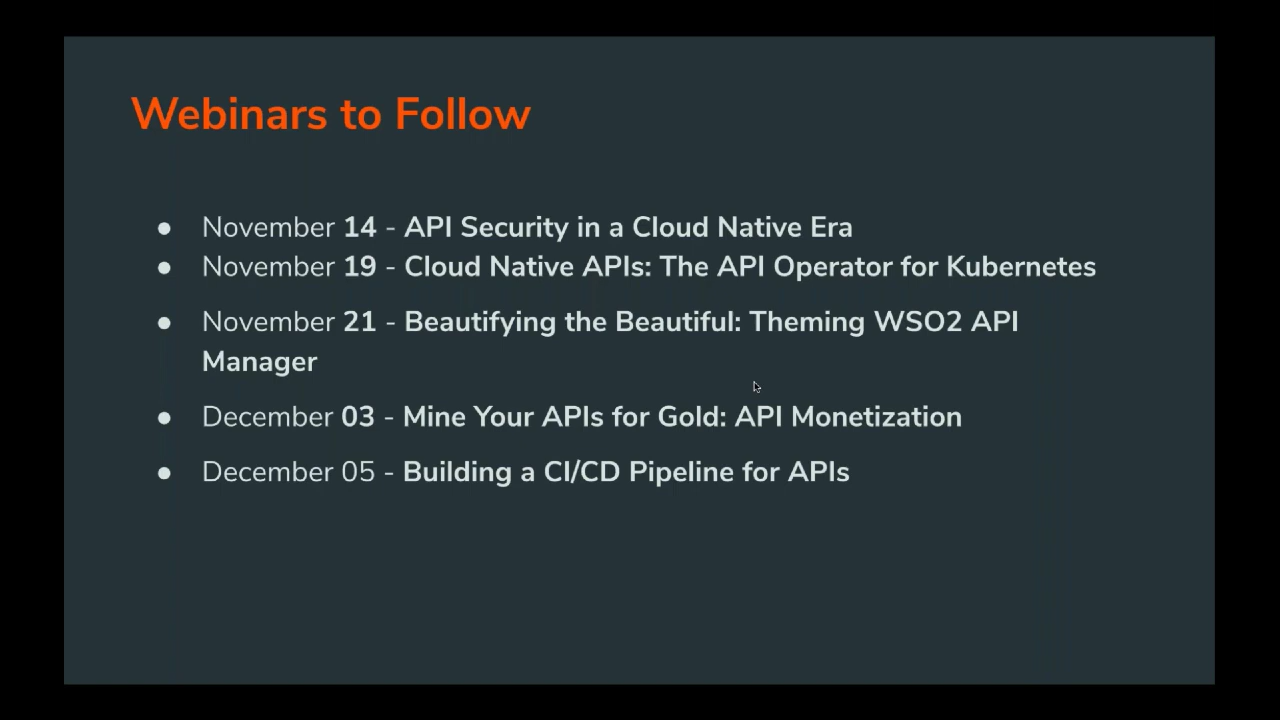 Webinars to Follow
● November 14 - API Security in a Cloud Native Era
● November 19 - Cloud Native APIs: The API Operator for Kubernetes
● November 21 - Beautifying the Beautiful: Theming WSO2 API
Manager
● December 03 - Mine Your APIs for Gold: API Monetization
● December 05 - Building a CI/CD Pipeline for APIs